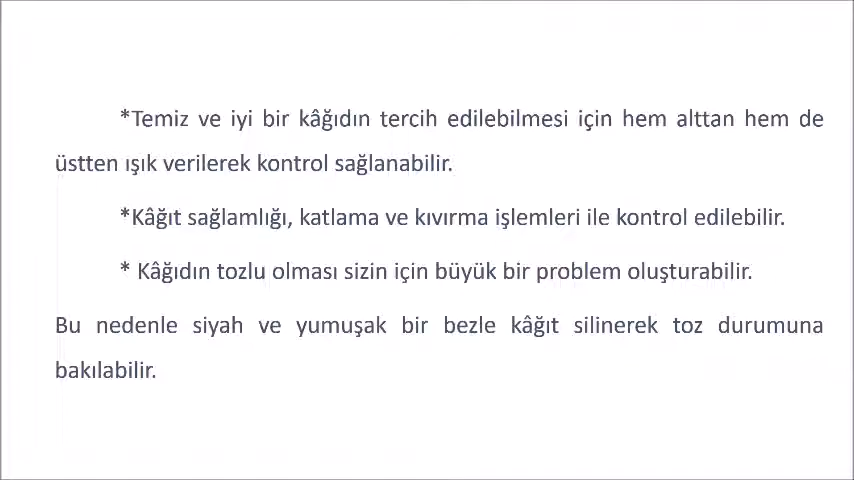 *Temiz ve iyi bir kâğıdın tercih edilebilmesi için hem alttan hem de
üstten ışık verilerek kontrol sağlanabilir.
*Kâğıt sağlamlığı, katlama ve kıvırma işlemleri ile kontrol edilebilir.
* Kâğıdın tozlu olması sizin için büyük bir problem oluşturabilir.
Bu nedenle siyah ve yumuşak bir bezle kâğıt silinerek toz durumuna
bakılabilir.